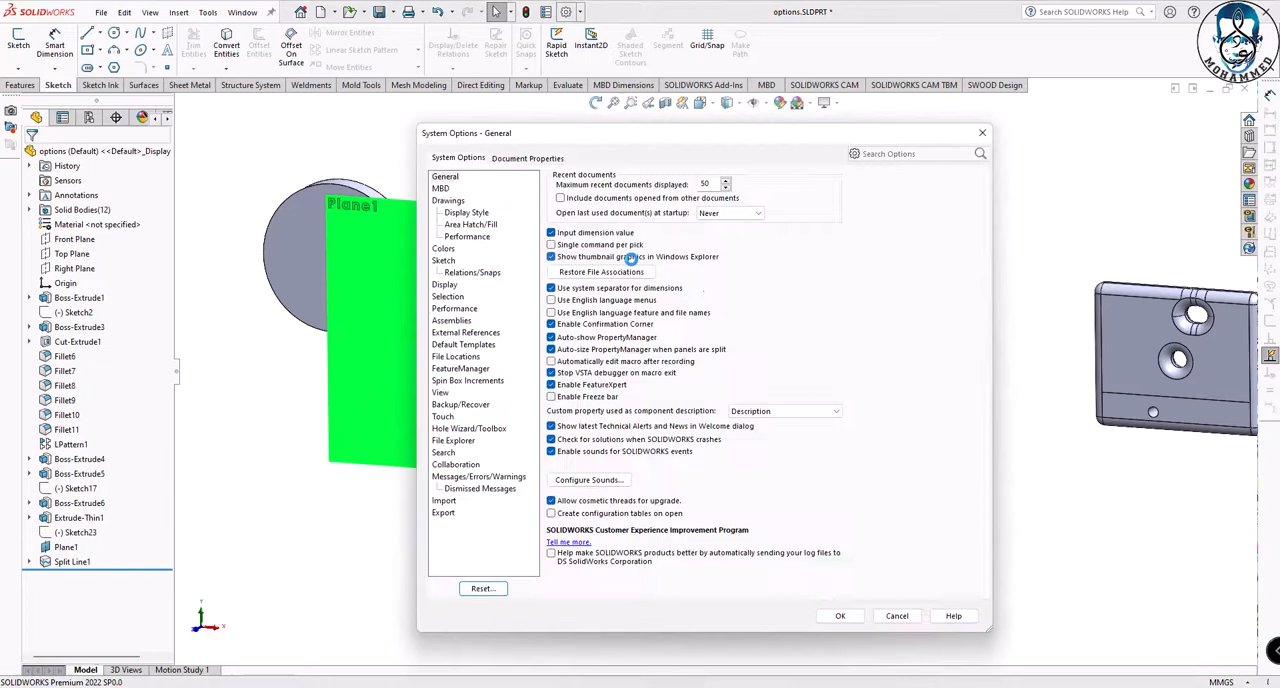 SOLIDWORKS File Edit View Insert Tools Window options.SLDPRT * Search SOLIDWORKS Help
Sketch Smart Dimension Trim Entities Convert Entities Offset Entities Offset On Surface Mirror Entities Linear Sketch Pattern Move Entities Display/Delete Relations Repair Sketch Quick Snaps Rapid Sketch Instant2D Shaded Sketch Contours Segment Grid/Snap Make Path
MOHAMMED
Features Sketch Sketch Ink Surfaces Sheet Metal Structure System Weldments Mold Tools Mesh Modeling Direct Editing Markup Evaluate MBD Dimensions SOLIDWORKS Add-Ins MBD SOLIDWORKS CAM SOLIDWORKS CAM TBM SWOOD Design
options (Default) <<Default>_Display
History
Sensors
Annotations
Solid Bodies(12)
Material <not specified>
Front Plane
Top Plane
Right Plane
Origin
Boss-Extrude1
(-) Sketch2
Boss-Extrude3
Cut-Extrude1
Fillet6
Fillet7
Fillet8
Fillet9
Fillet10
Fillet11
LPattern1
Boss-Extrude4
Boss-Extrude5
(-) Sketch17
Boss-Extrude6
Extrude-Thin1
(-) Sketch23
Plane1
Split Line1
Plane1
Y
X
System Options - General
System Options Document Properties
Search Options
General
MBD
Drawings
Display Style
Area Hatch/Fill
Performance
Colors
Sketch
Relations/Snaps
Display
Selection
Performance
Assemblies
External References
Default Templates
File Locations
FeatureManager
Spin Box Increments
View
Backup/Recover
Touch
Hole Wizard/Toolbox
File Explorer
Search
Collaboration
Messages/Errors/Warnings
Dismissed Messages
Import
Export
Reset...
Recent documents
Maximum recent documents displayed: 50
Include documents opened from other documents
Open last used document(s) at startup: Never
Input dimension value
Single command per pick
Show thumbnail graphics in Windows Explorer
Restore File Associations
Use system separator for dimensions
Use English language menus
Use English language feature and file names
Enable Confirmation Corner
Auto-show PropertyManager
Auto-size PropertyManager when panels are split
Automatically edit macro after recording
Stop VSTA debugger on macro exit
Enable FeatureXpert
Enable Freeze bar
Custom property used as component description: Description
Show latest Technical Alerts and News in Welcome dialog
Check for solutions when SOLIDWORKS crashes
Enable sounds for SOLIDWORKS events
Configure Sounds...
Allow cosmetic threads for upgrade.
Create configuration tables on open
SOLIDWORKS Customer Experience Improvement Program
Tell me more.
Help make SOLIDWORKS products better by automatically sending your log files to
DS SolidWorks Corporation
OK Cancel Help
Model 3D Views Motion Study 1
SOLIDWORKS Premium 2022 SP0.0 MMGS